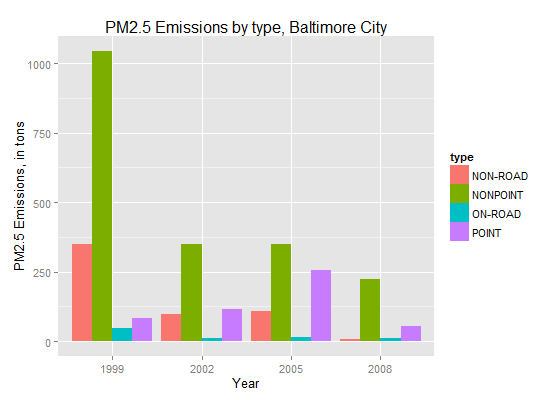 PM2.5 Emissions by type, Baltimore City
PM2.5 Emissions, in tons
1000
750
500
250
0
1999 2002 2005 2008
Year
type
NON-ROAD
NONPOINT
ON-ROAD
POINT